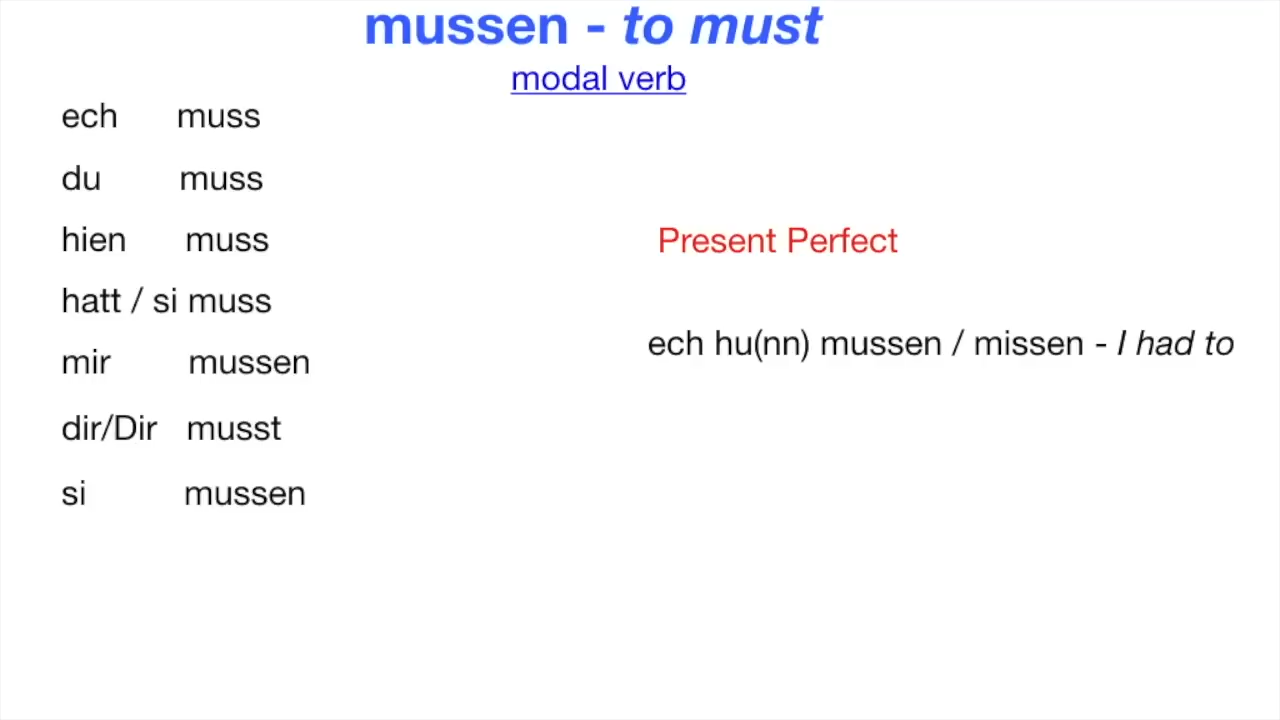 mussen - to must
modal verb
ech muss
du muss
hien muss
hatt / si muss
mir mussen
dir/Dir musst
si mussen
Present Perfect
ech hu(nn) mussen / missen - I had to